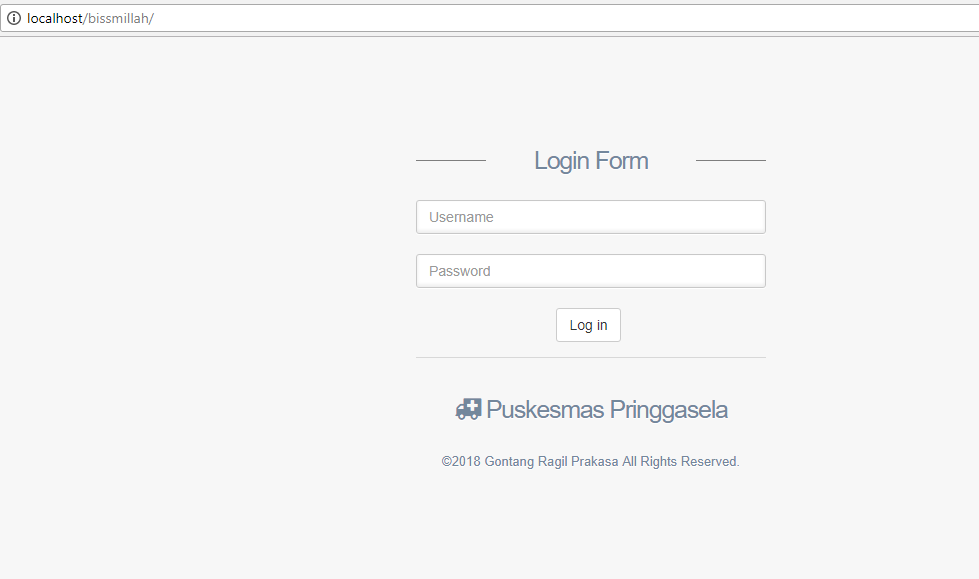 localhost/bissmillah/
Login Form
Username
Password
Log in
Puskesmas Pringgasela
©2018 Gontang Ragil Prakasa All Rights Reserved.